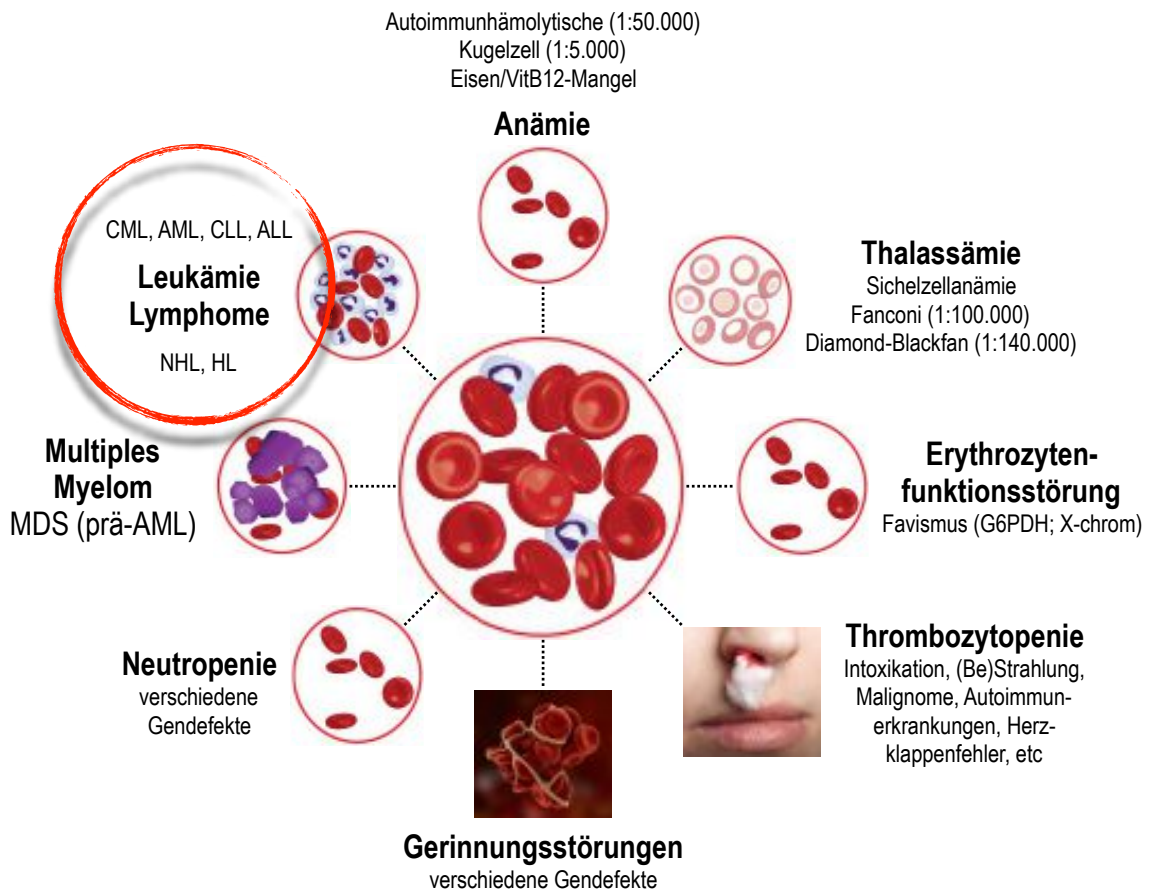 Autoimmunhämolytische (1:50.000)
Kugelzell (1:5.000)
Eisen/VitB12-Mangel
Anämie
CML, AML, CLL, ALL
Leukämie
Lymphome
NHL, HL
Thalassämie
Sichelzellanämie
Fanconi (1:100.000)
Diamond-Blackfan (1:140.000)
Multiples
Myelom
MDS (prä-AML)
Erythrozyten-
funktionsstörung
Favismus (G6PDH; X-chrom)
Neutropenie
verschiedene
Gendefekte
Thrombozytopenie
Intoxikation, (Be)Strahlung,
Malignome, Autoimmun-
erkrankungen, Herz-
klappenfehler, etc
Gerinnungsstörungen
verschiedene Gendefekte